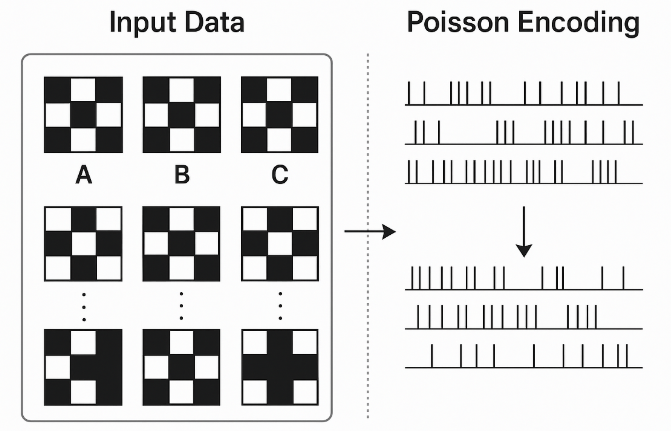 Input Data
Poisson Encoding
A B C